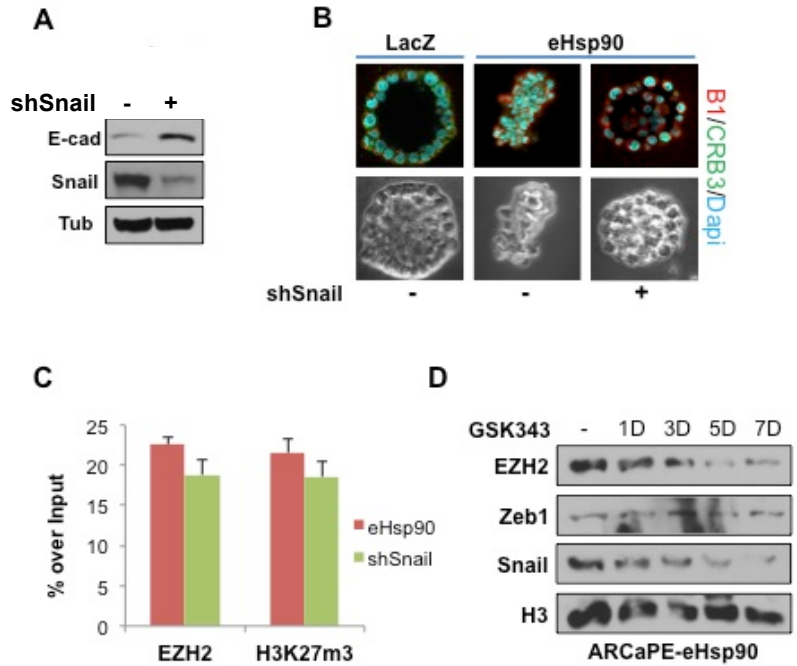 A
shSnail - +
E-cad
Snail
Tub
B
LacZ eHsp90
B1/CRB3/Dapi
shSnail - - +
C
25
20
15
10
5
0
% over Input
EZH2 H3K27m3
eHsp90
shSnail
D
GSK343 - 1D 3D 5D 7D
EZH2
Zeb1
Snail
H3
ARCaPE-eHsp90